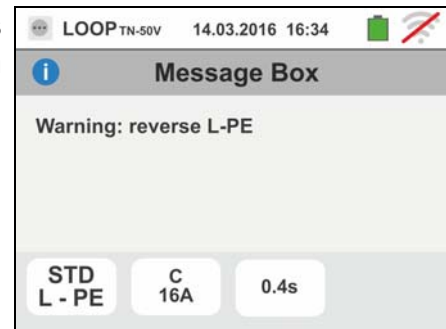 LOOP TN-50V 14.03.2016 16:34
i Message Box
Warning: reverse L-PE
STD
L - PE
C
16A
0.4s